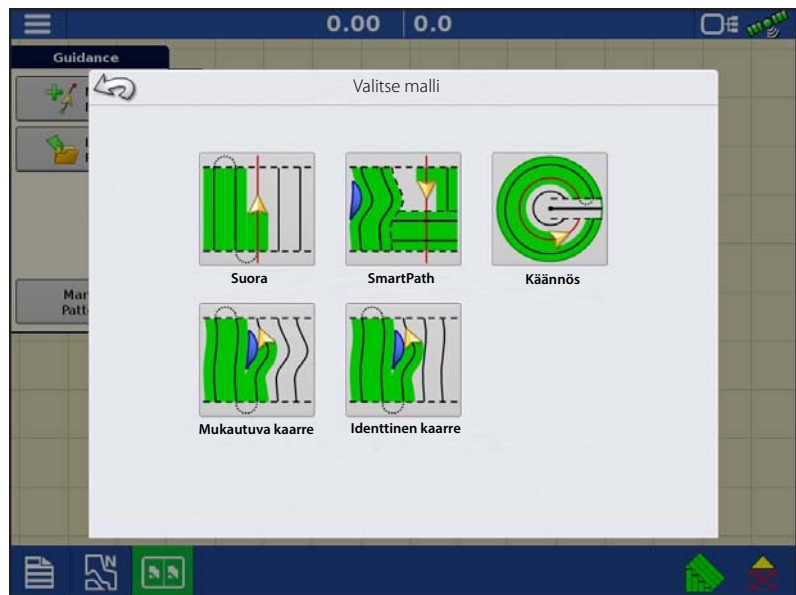 0.00 0.0
Guidance
Valitse malli
Suora SmartPath Käännös
Mukautuva kaarre Identtinen kaarre
N